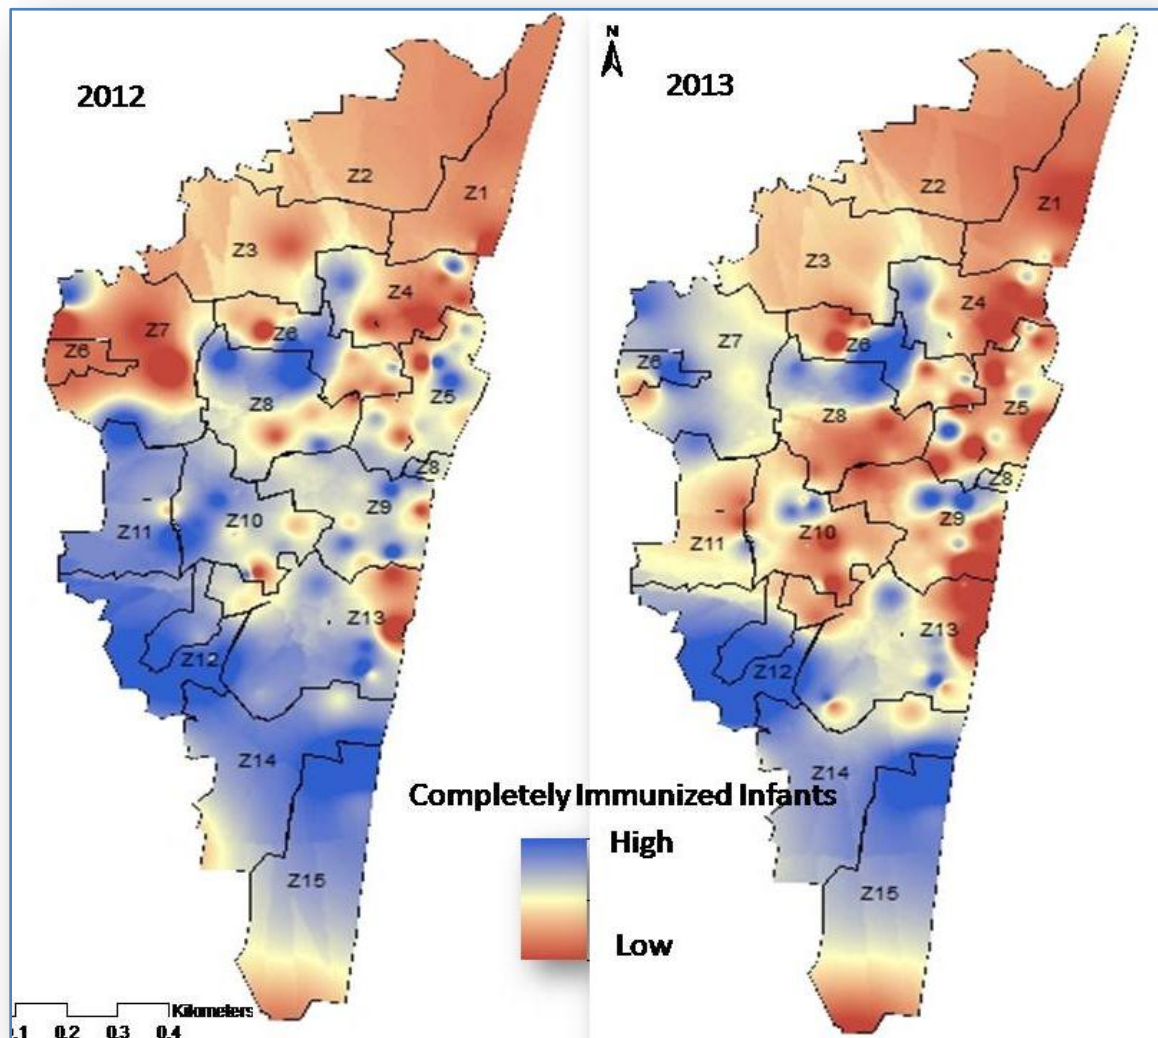 2012
Z2
Z1
Z3
Z4
Z7
Z6
Z6
Z5
Z8
Z8
Z9
Z10
Z11
Z13
Z12
Z14
Z15
Kilometers
0.2 0.3 0.4
N
2013
Z2
Z1
Z3
Z4
Z7
Z6
Z6
Z5
Z8
Z8
Z9
Z10
Z11
Z13
Z12
Z14
Z15
Completely Immunized Infants
High
Low